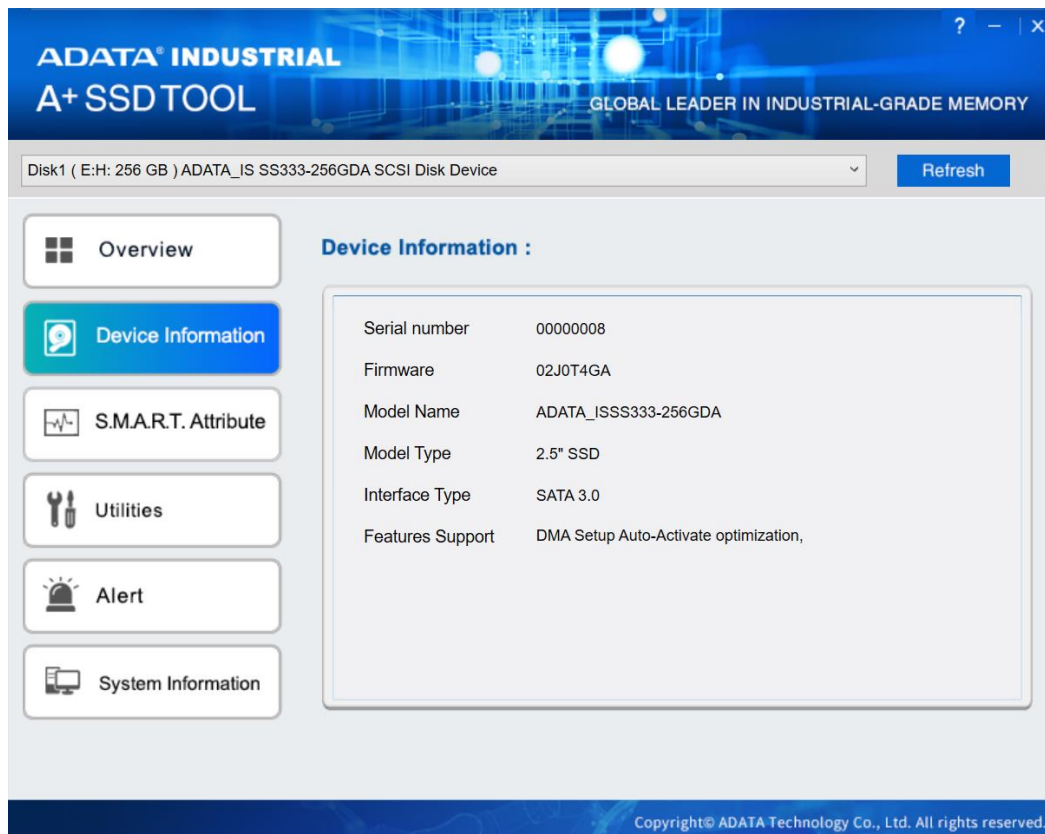 ? – | x
ADATA® INDUSTRIAL
A+ SSD TOOL
GLOBAL LEADER IN INDUSTRIAL-GRADE MEMORY
Disk1 ( E:H: 256 GB ) ADATA_IS SS333-256GDA SCSI Disk Device
Refresh
Overview
Device Information
S.M.A.R.T. Attribute
Utilities
Alert
System Information
Device Information :
Serial number 00000008
Firmware 02J0T4GA
Model Name ADATA_ISSS333-256GDA
Model Type 2.5" SSD
Interface Type SATA 3.0
Features Support DMA Setup Auto-Activate optimization,
Copyright© ADATA Technology Co., Ltd. All rights reserved.